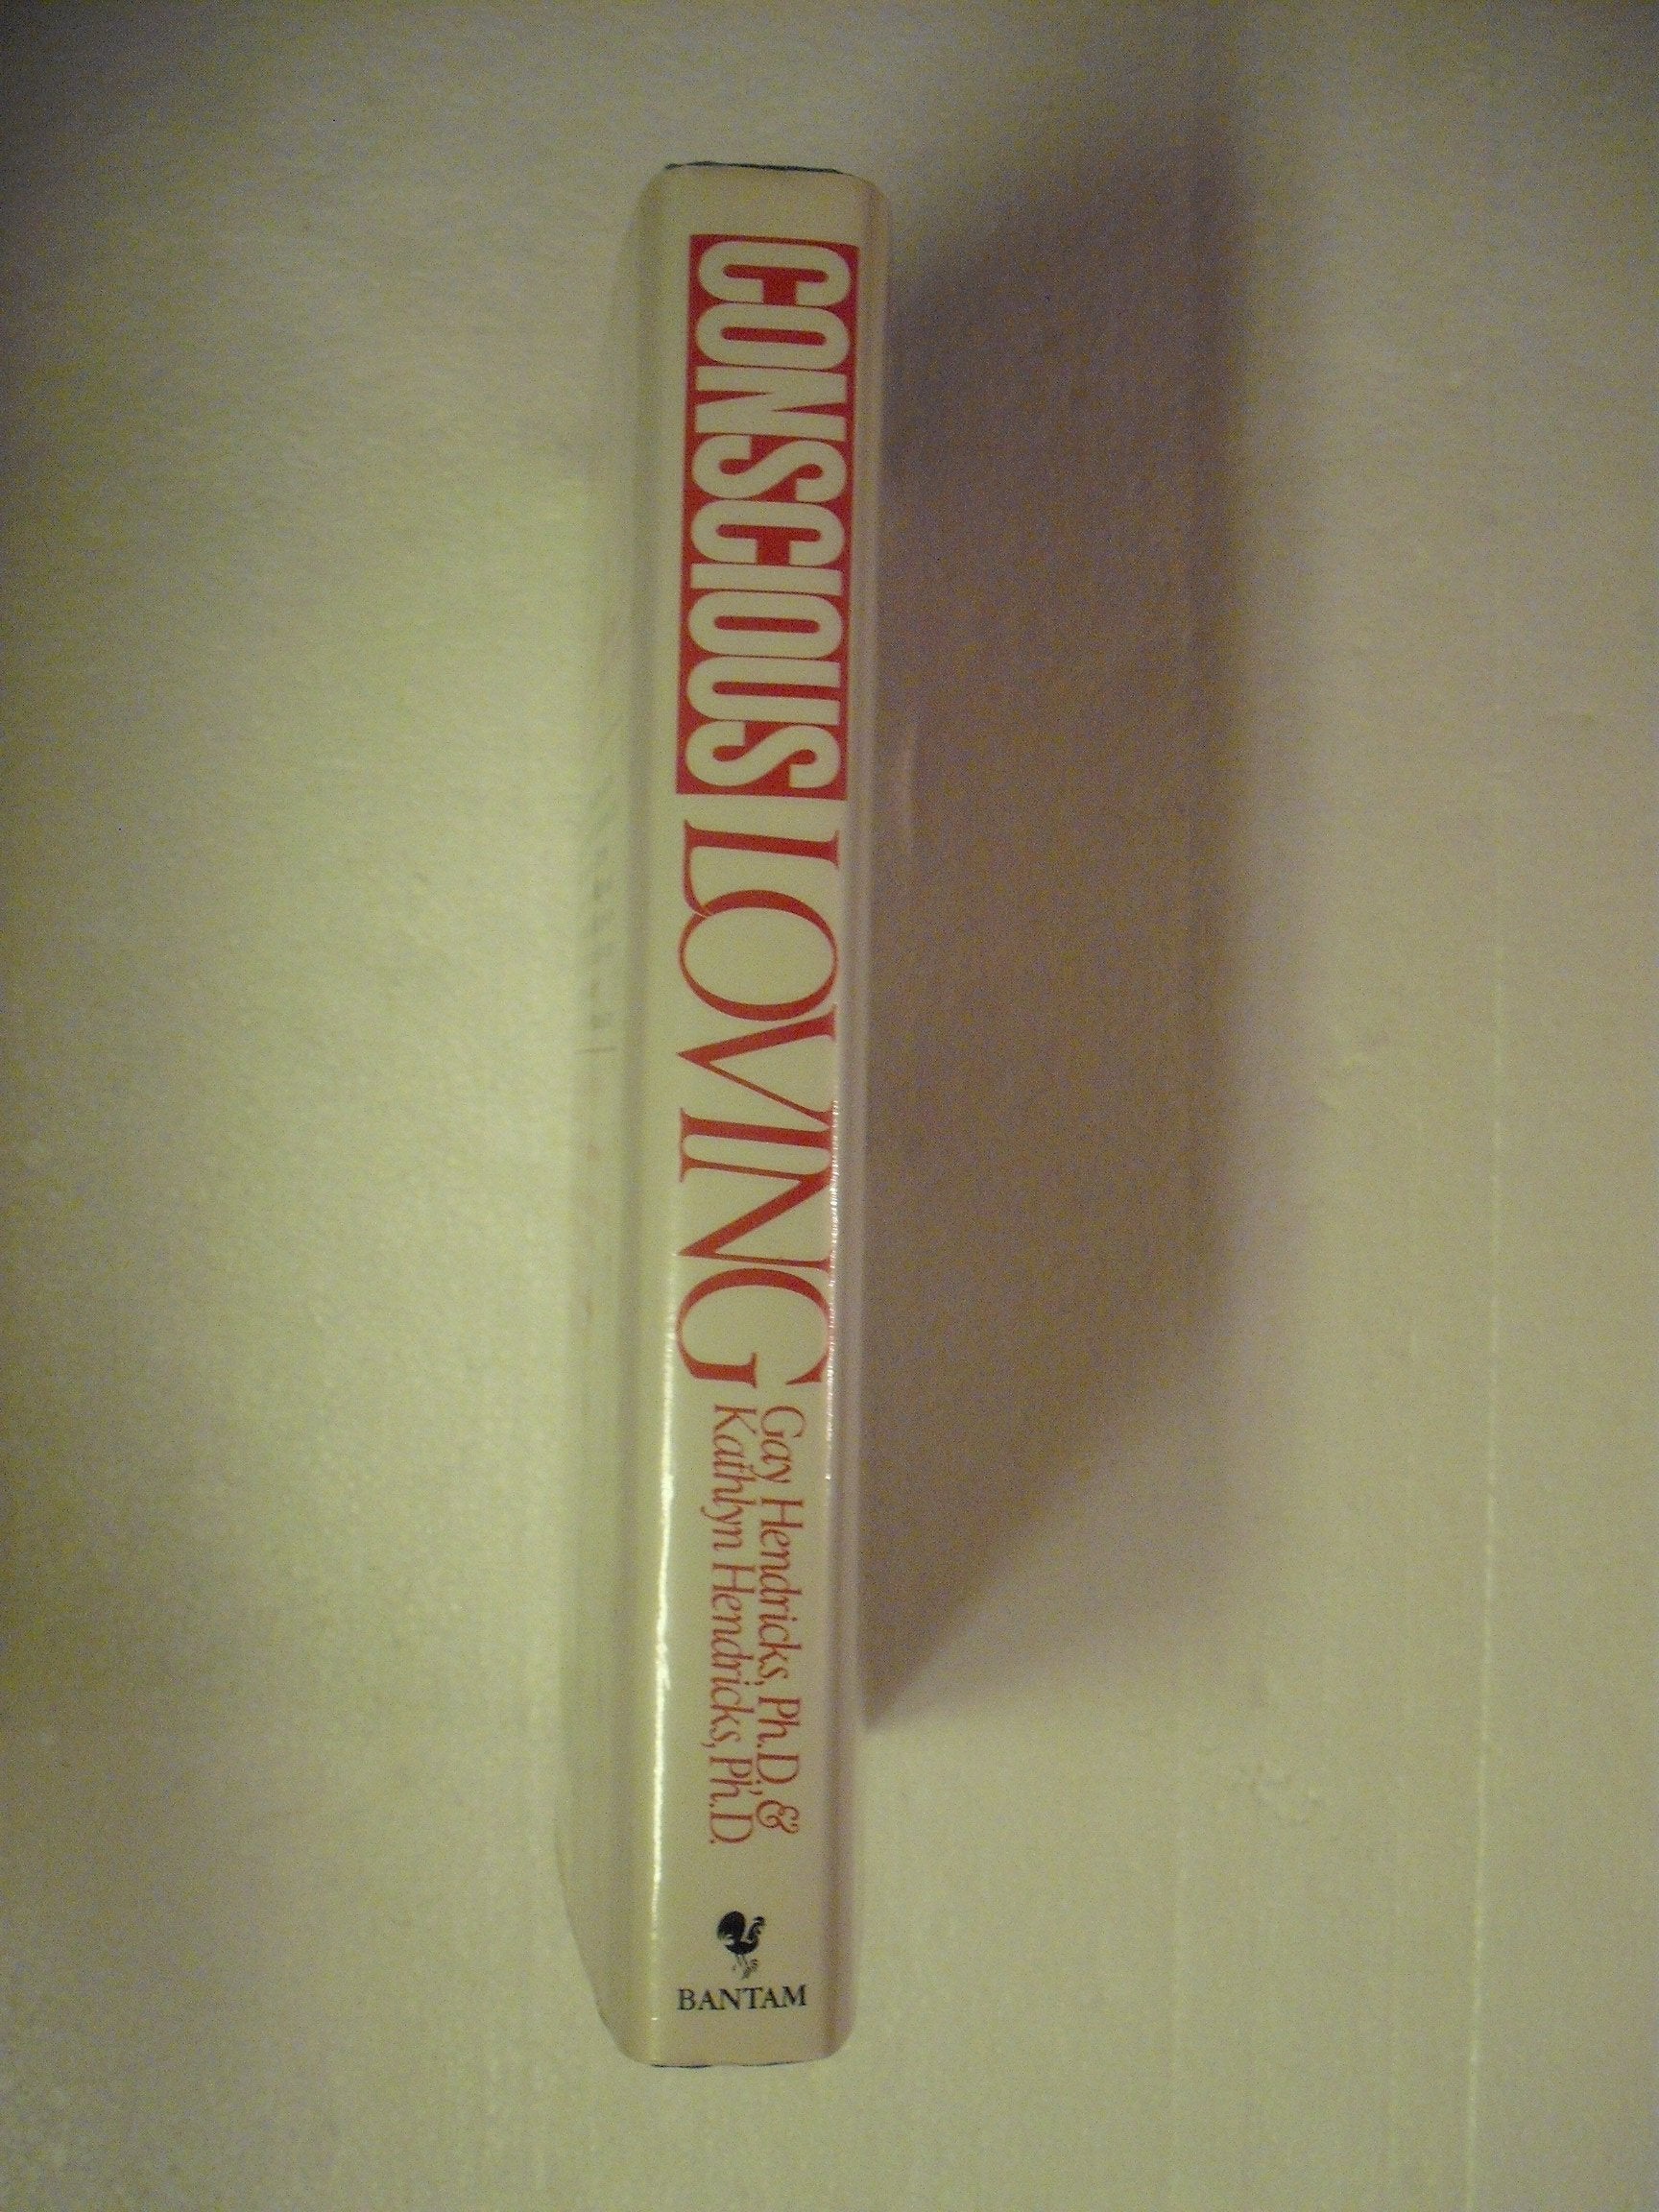 CONSCIOUS LOVING
Gay Hendricks, Ph.D., &
Kathlyn Hendricks, Ph.D.
BANTAM